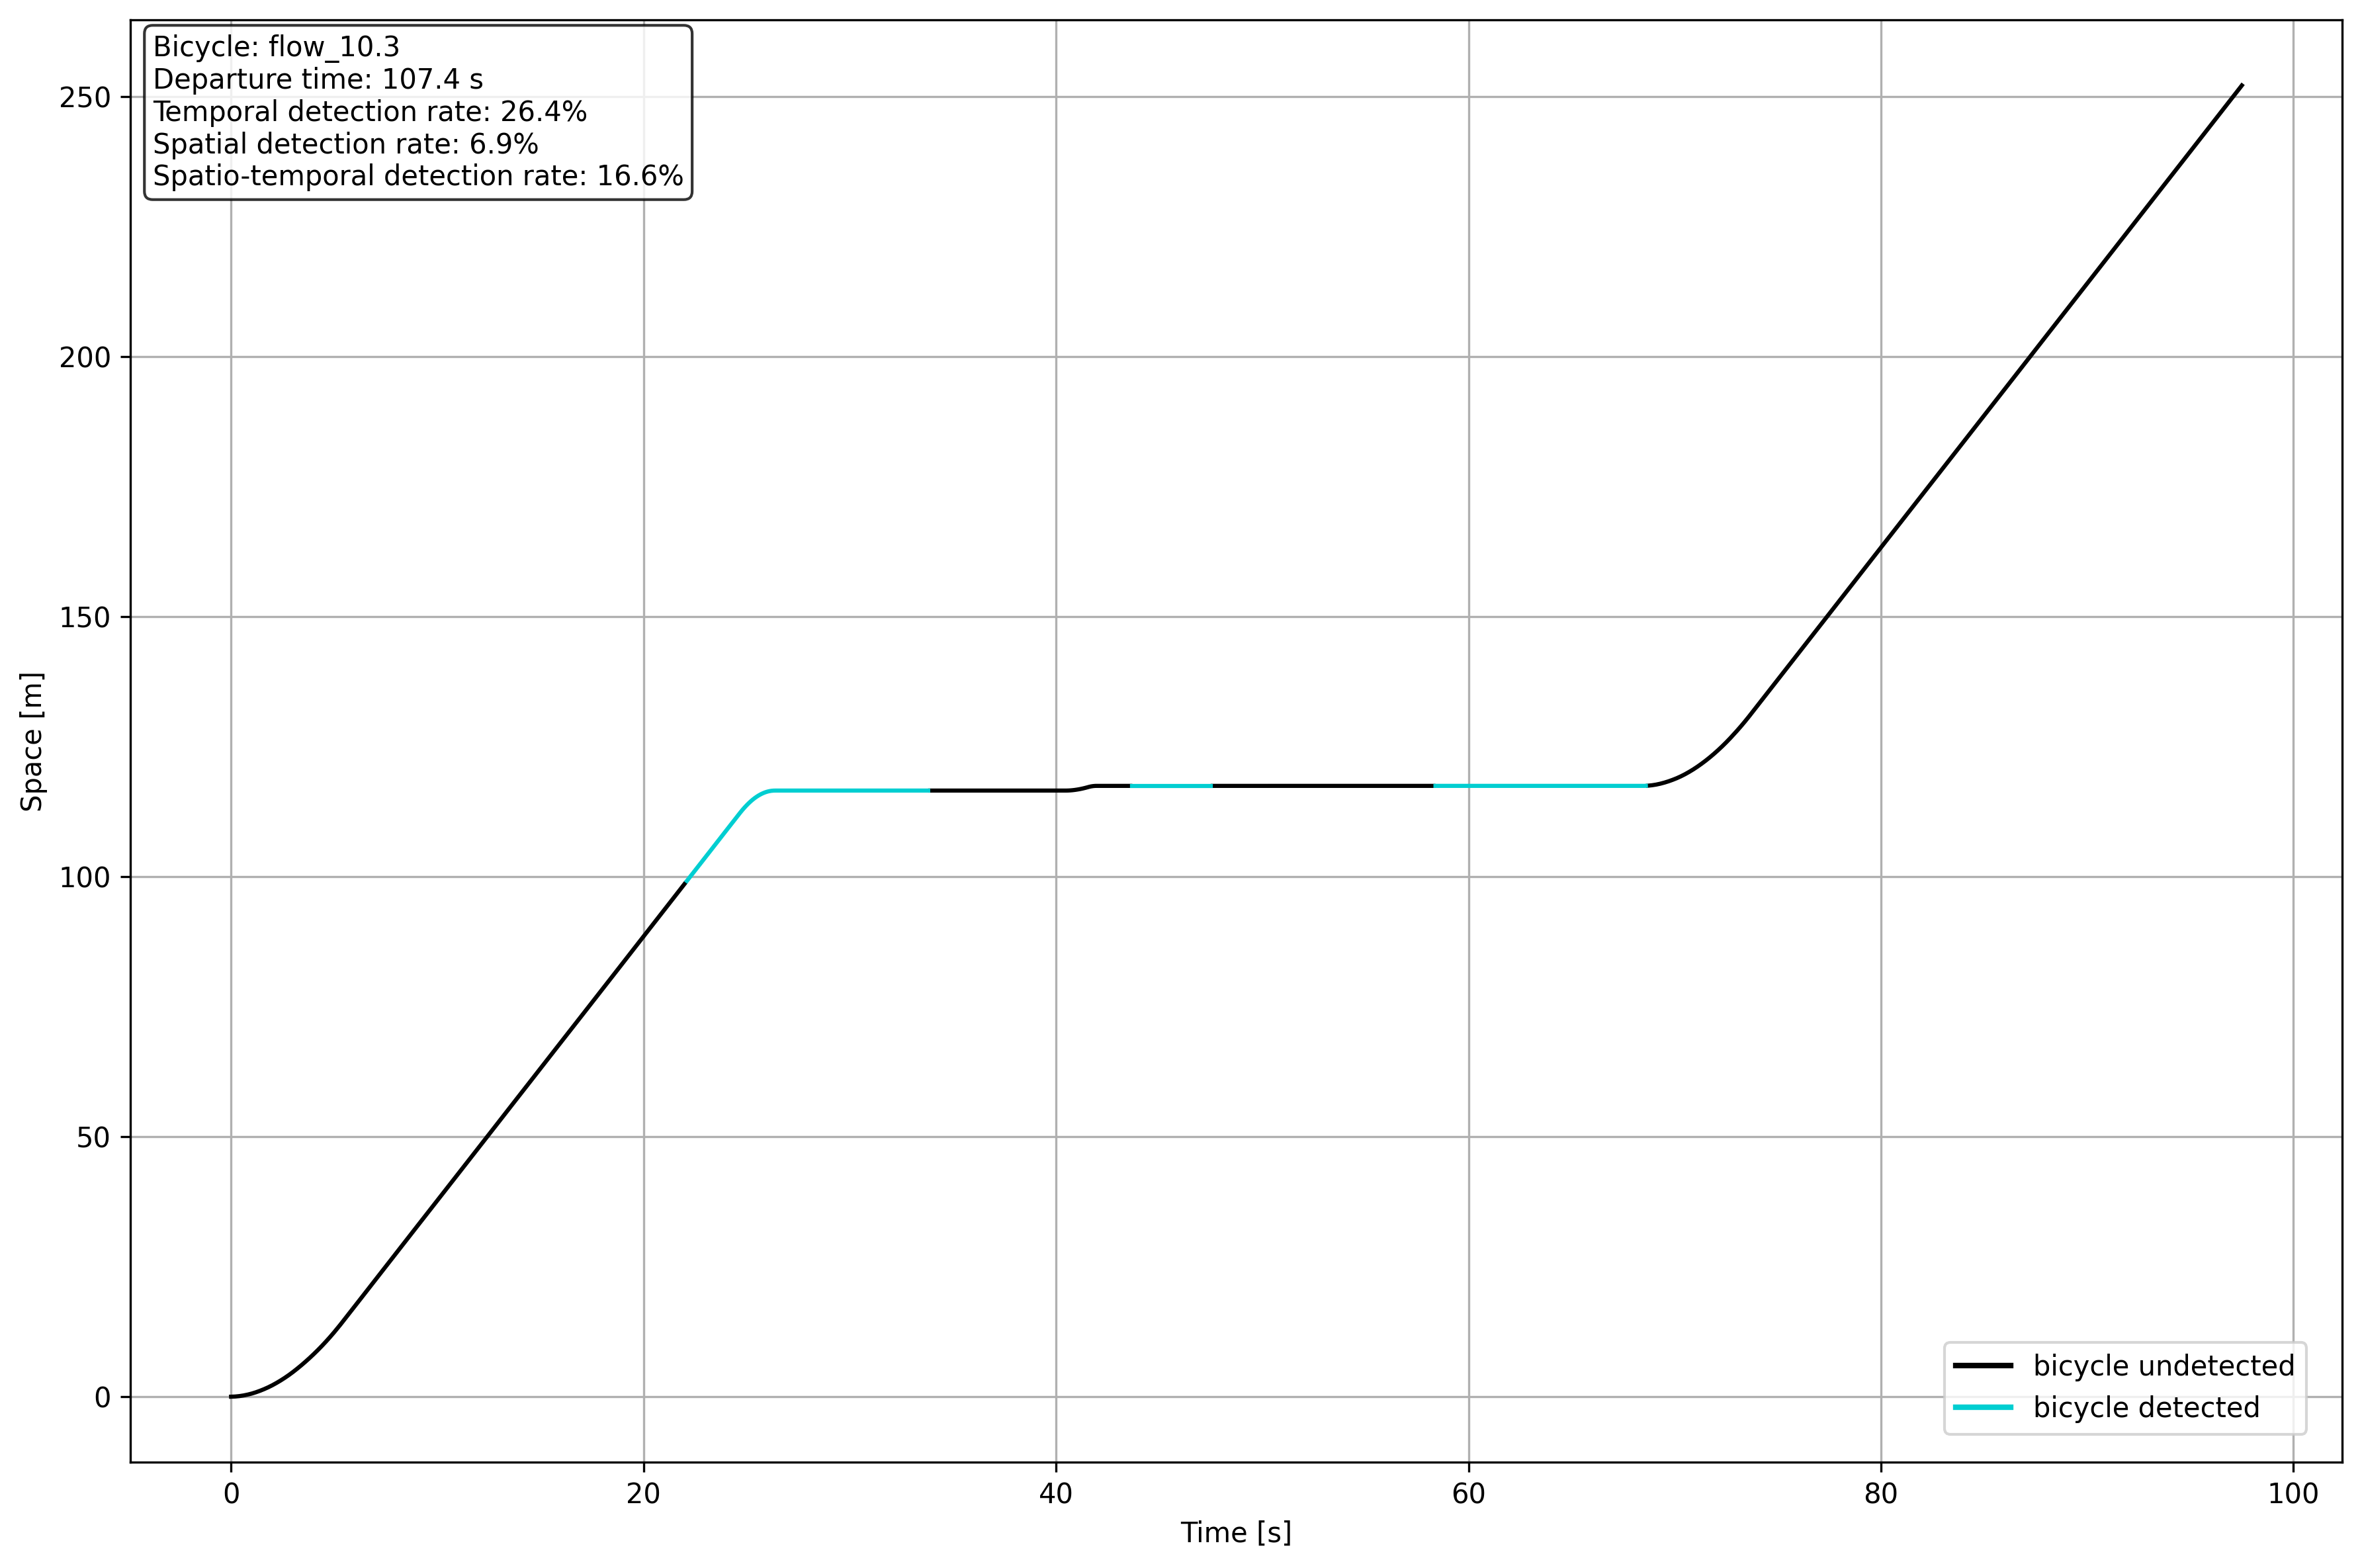 Bicycle: flow_10.3
Departure time: 107.4 s
Temporal detection rate: 26.4%
Spatial detection rate: 6.9%
Spatio-temporal detection rate: 16.6%
250
200
150
100
50
0
Space [m]
bicycle undetected
bicycle detected
0 20 40 60 80 100
Time [s]